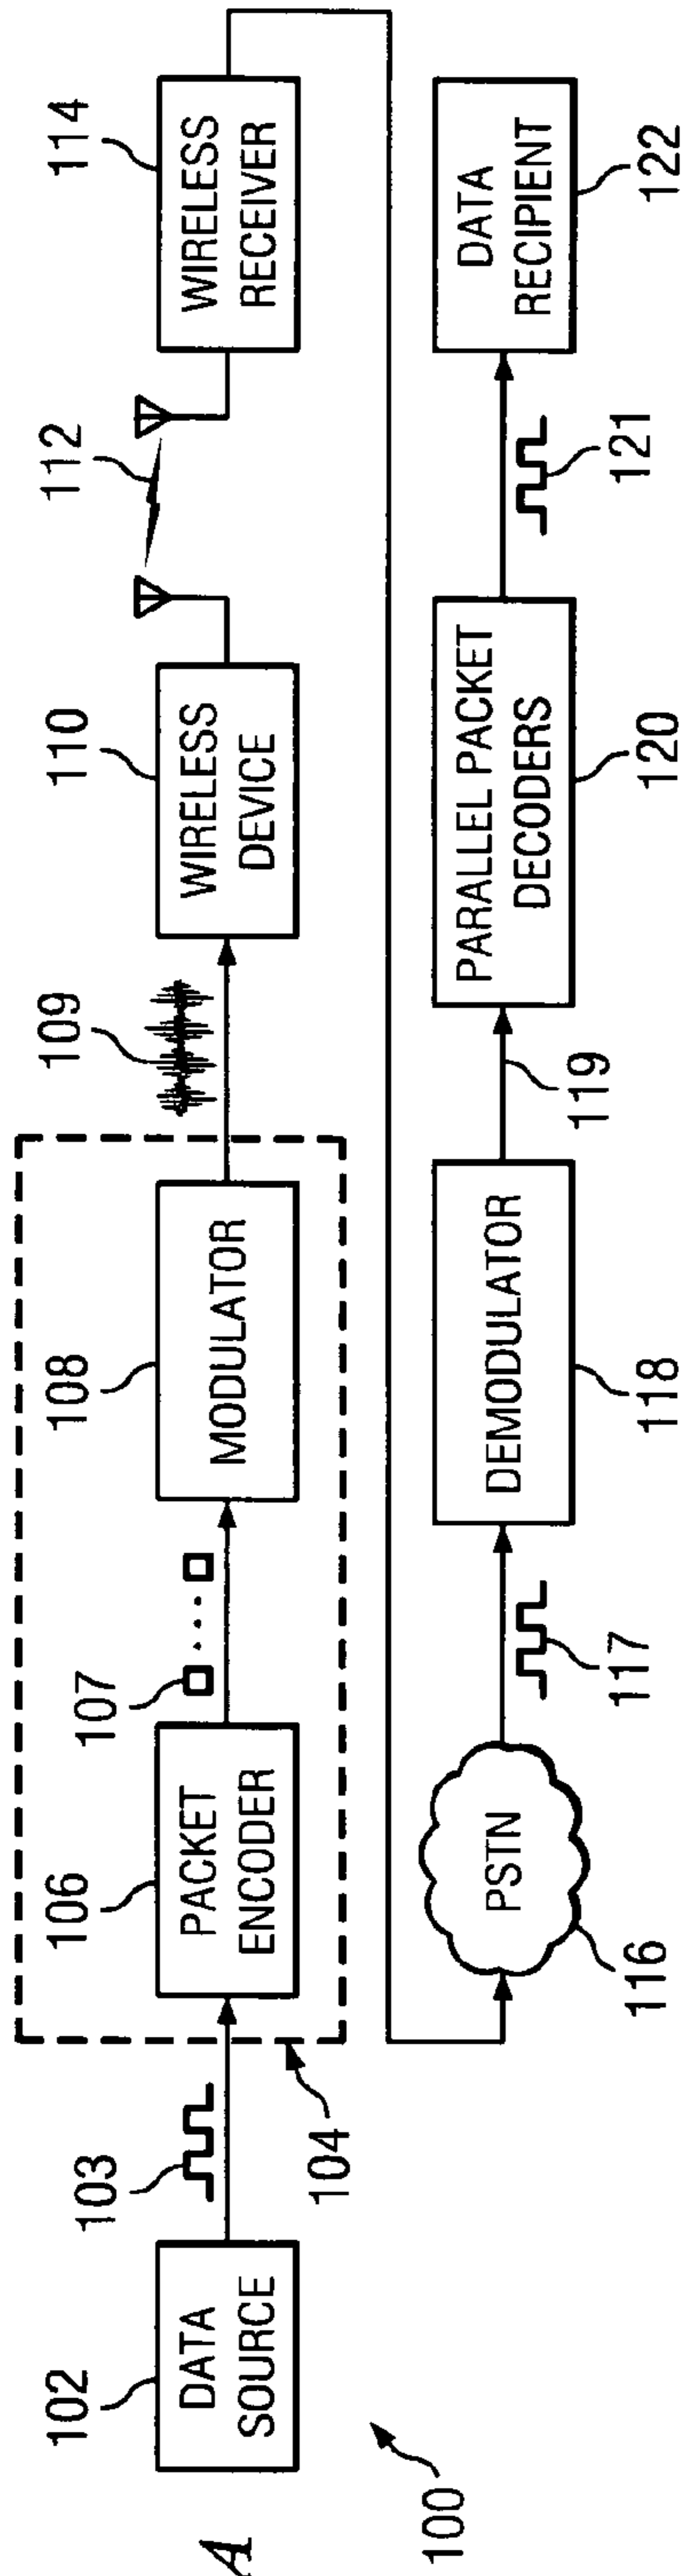 102
DATA
SOURCE
103
104
106
PACKET
ENCODER
107
108
MODULATOR
109
110
WIRELESS
DEVICE
112
114
WIRELESS
RECEIVER
PSTN
116
117
DEMODULATOR
118
119
PARALLEL PACKET
DECODERS
120
121
DATA
RECIPIENT
122
100
A